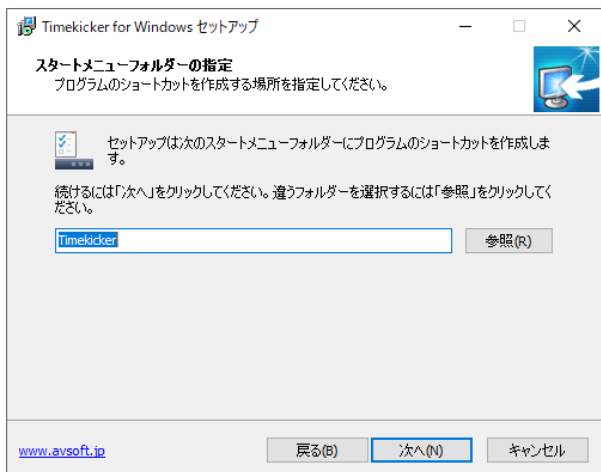 Timekicker for Windows セットアップ
スタートメニューフォルダーの指定
プログラムのショートカットを作成する場所を指定してください。
セットアップは次のスタートメニューフォルダーにプログラムのショートカットを作成しま
す。
続けるには「次へ」をクリックしてください。違うフォルダーを選択するには「参照」をクリックしてく
ださい。
Timekicker
参照(R)
www.avsoft.jp
戻る(B)
次へ(N)
キャンセル